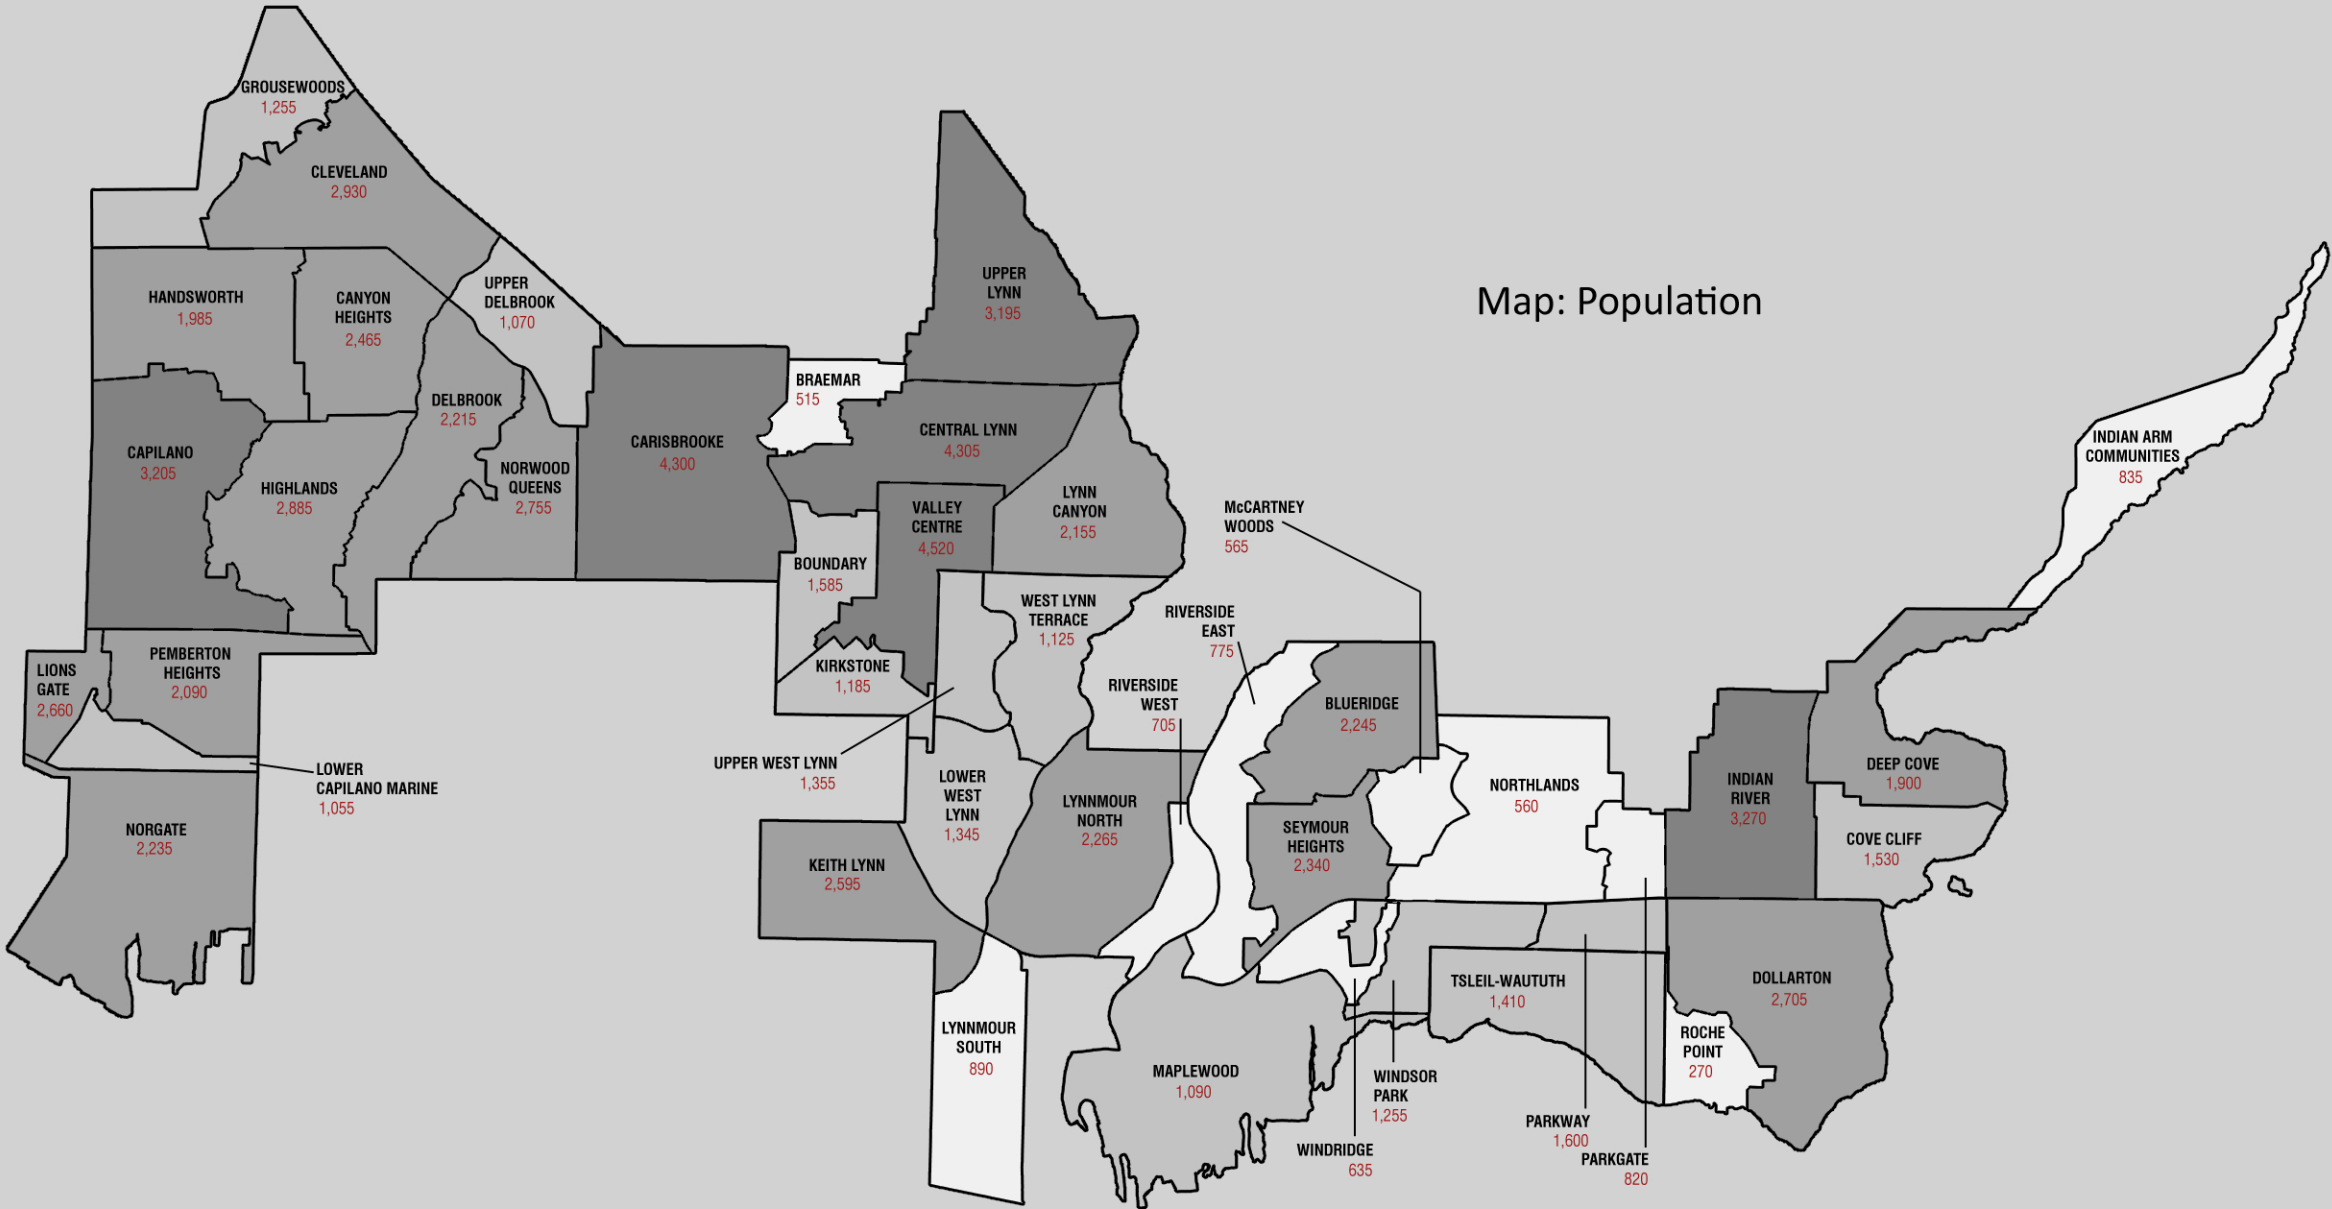 Map: Population
GROUSEWOODS
1,255
CLEVELAND
2,930
HANDSWORTH
1,985
CANYON
HEIGHTS
2,465
UPPER
DELBROOK
1,070
CAPILANO
3,205
HIGHLANDS
2,885
DELBROOK
2,215
NORWOOD
QUEENS
2,755
CARISBROOKE
4,300
BRAEMAR
515
UPPER
LYNN
3,195
CENTRAL LYNN
4,305
VALLEY
CENTRE
4,520
LYNN
CANYON
2,155
BOUNDARY
1,585
KIRKSTONE
1,185
WEST LYNN
TERRACE
1,125
UPPER WEST LYNN
1,355
LIONS
GATE
2,660
PEMBERTON
HEIGHTS
2,090
LOWER
CAPILANO MARINE
1,055
NORGATE
2,235
LOWER
WEST
LYNN
1,345
KEITH LYNN
2,595
LYNNMOUR
NORTH
2,265
LYNNMOUR
SOUTH
890
RIVERSIDE
WEST
705
RIVERSIDE
EAST
775
McCARTNEY
WOODS
565
BLUERIDGE
2,245
SEYMOUR
HEIGHTS
2,340
NORTHLANDS
560
MAPLEWOOD
1,090
WINDRIDGE
635
WINDSOR
PARK
1,255
TSLEIL-WAUTUTH
1,410
PARKWAY
1,600
PARKGATE
820
ROCHE
POINT
270
DOLLARTON
2,705
INDIAN
RIVER
3,270
DEEP COVE
1,900
COVE CLIFF
1,530
INDIAN ARM
COMMUNITIES
835